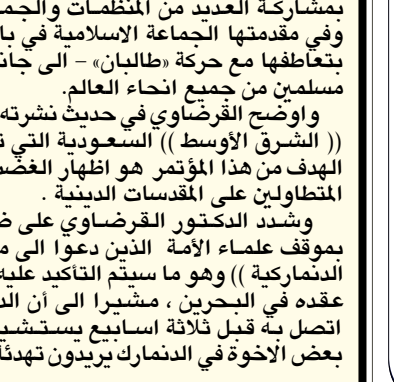 بمشاركة العديد من المنظمات والجم
وفي مقدمتها الجماعة الاسلامية في با
بتعاطفها مع حركة «طالبان» - الى جان
مسلمين من جميع انحاء العالم.
واوضح القرضاوي في حديث نشرته
(( الشرق الأوسط )) السعودية التي ت
الهدف من هذا المؤتمر هو اظهار الغض
المتطاولين على المقدسات الدينية .
وشدد الدكتور القرضاوي على ض
بموقف علماء الأمة الذين دعوا الى م
الدنماركية )) وهو ما سيتم التأكيد عليه
عقده في البحرين ، مشيرا الى أن الد
اتصل به قبل ثلاثة اسابيع يستشي
بعض الاخوة في الدنمارك يريدون تهدئة